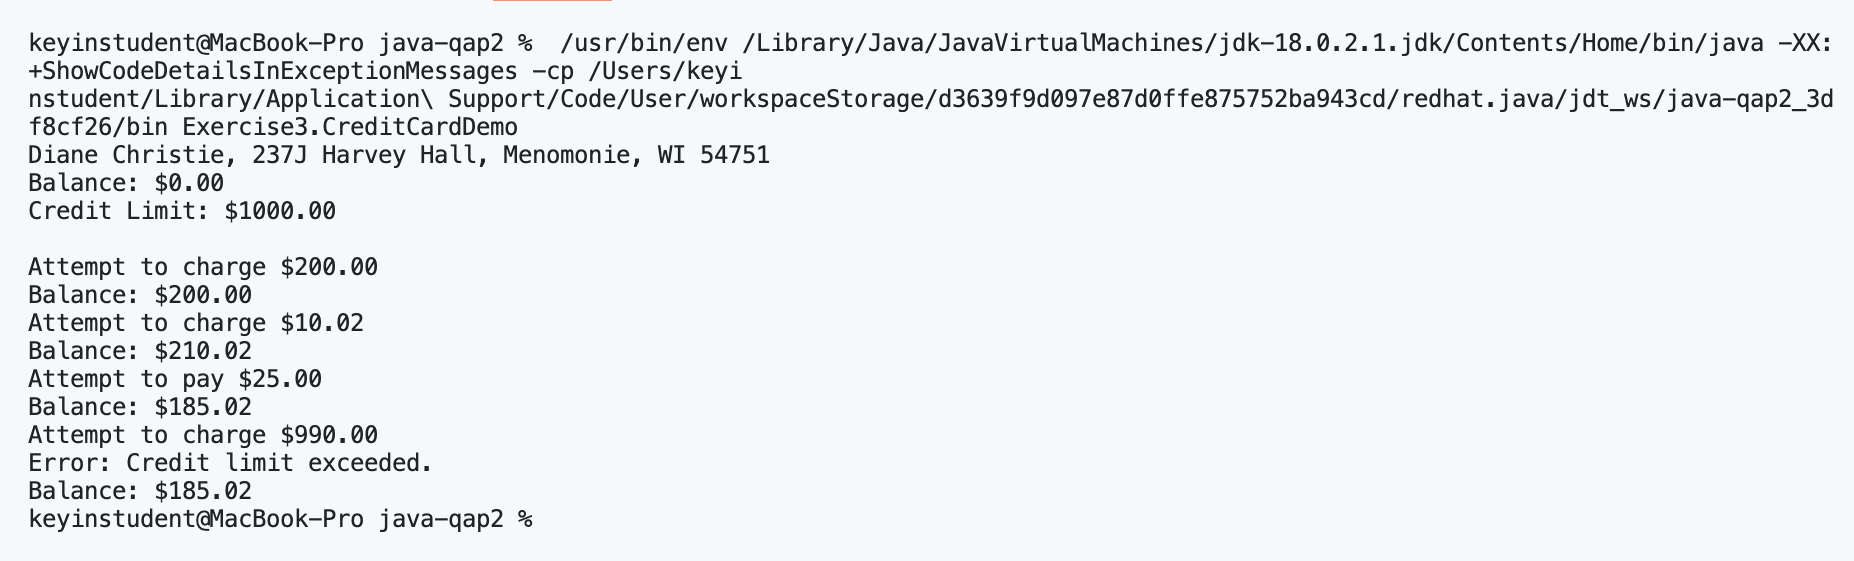 keyinstudent@MacBook-Pro java-qap2 %  /usr/bin/env /Library/Java/JavaVirtualMachines/jdk-18.0.2.1.jdk/Contents/Home/bin/java -XX:
+ShowCodeDetailsInExceptionMessages -cp /Users/keyi
nstudent/Library/Application\ Support/Code/User/workspaceStorage/d3639f9d097e87d0ffe875752ba943cd/redhat.java/jdt_ws/java-qap2_3d
f8cf26/bin Exercise3.CreditCardDemo
Diane Christie, 237J Harvey Hall, Menomonie, WI 54751
Balance: $0.00
Credit Limit: $1000.00

Attempt to charge $200.00
Balance: $200.00
Attempt to charge $10.02
Balance: $210.02
Attempt to pay $25.00
Balance: $185.02
Attempt to charge $990.00
Error: Credit limit exceeded.
Balance: $185.02
keyinstudent@MacBook-Pro java-qap2 %